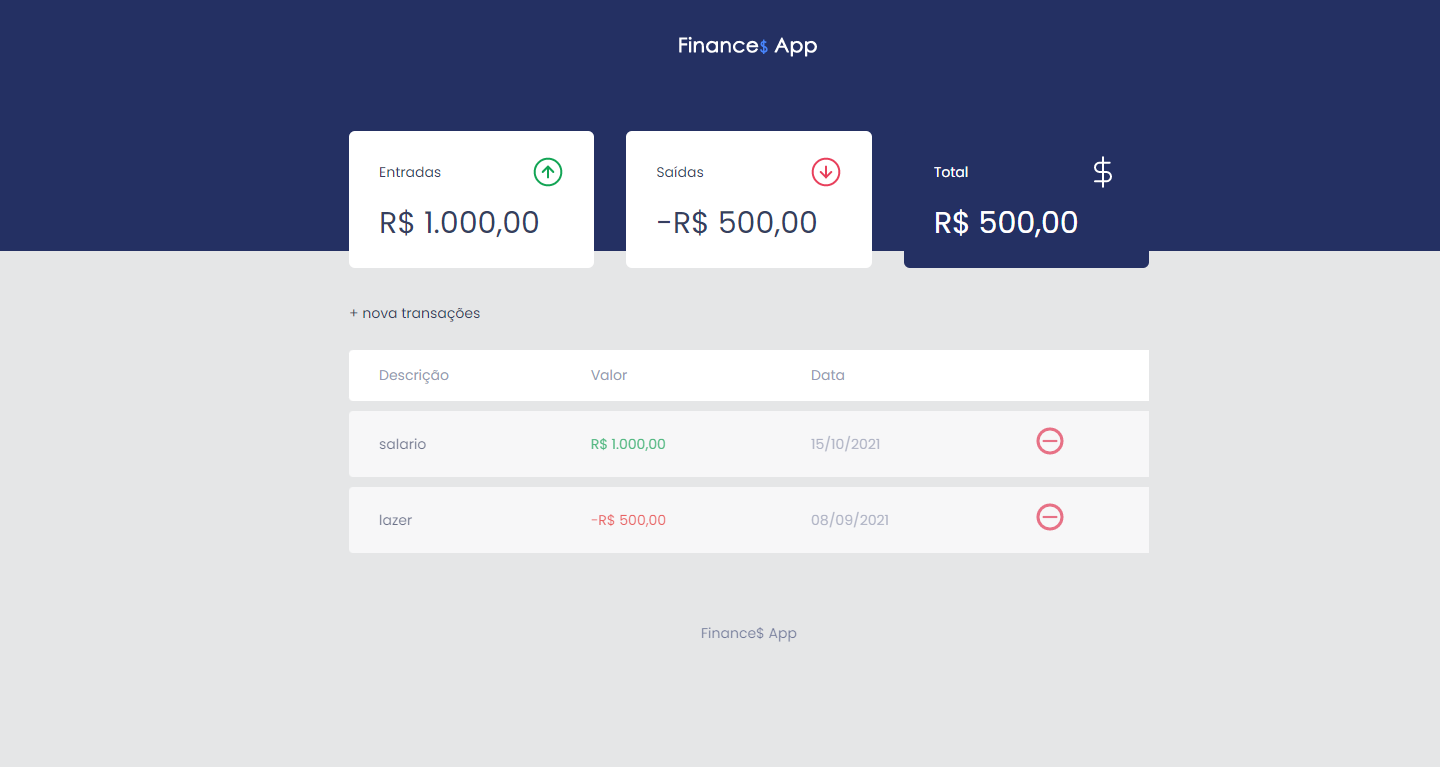 Finance$ App
Entradas
R$ 1.000,00
Saídas
-R$ 500,00
Total
$
R$ 500,00
+ nova transações
Descrição Valor Data
salario R$ 1.000,00 15/10/2021
lazer -R$ 500,00 08/09/2021
Finance$ App